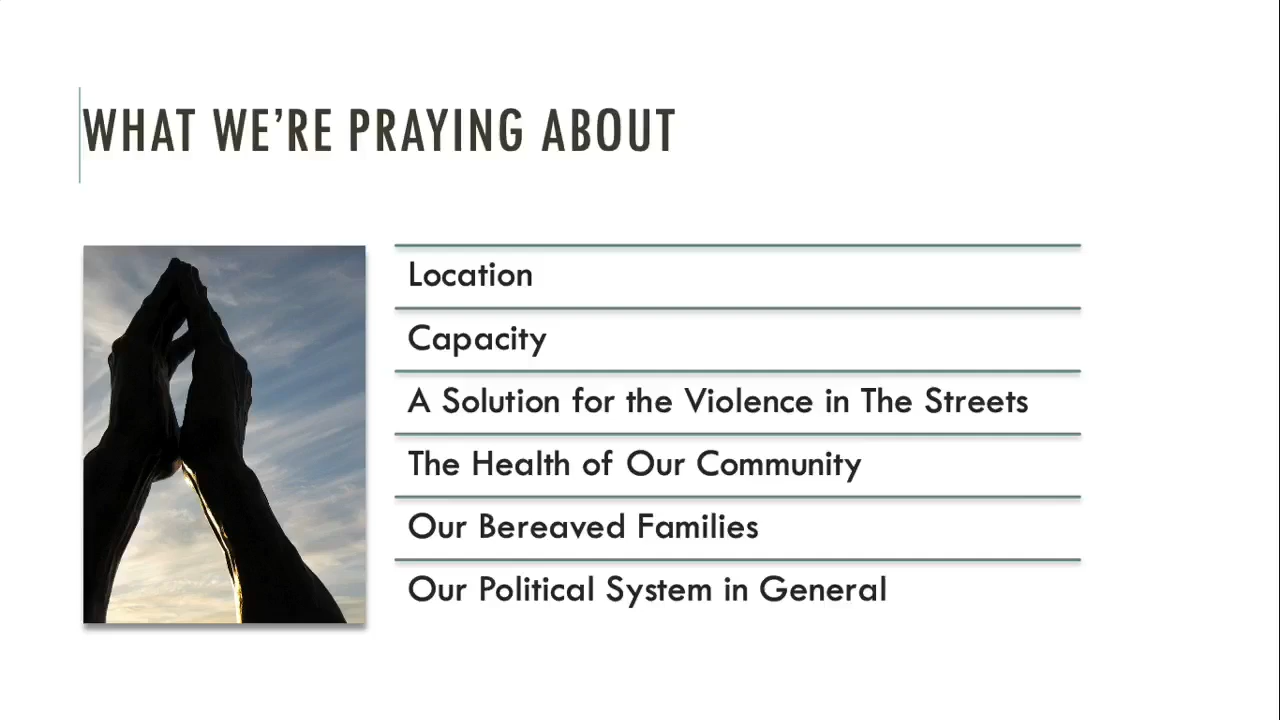 WHAT WE’RE PRAYING ABOUT
Location
Capacity
A Solution for the Violence in The Streets
The Health of Our Community
Our Bereaved Families
Our Political System in General